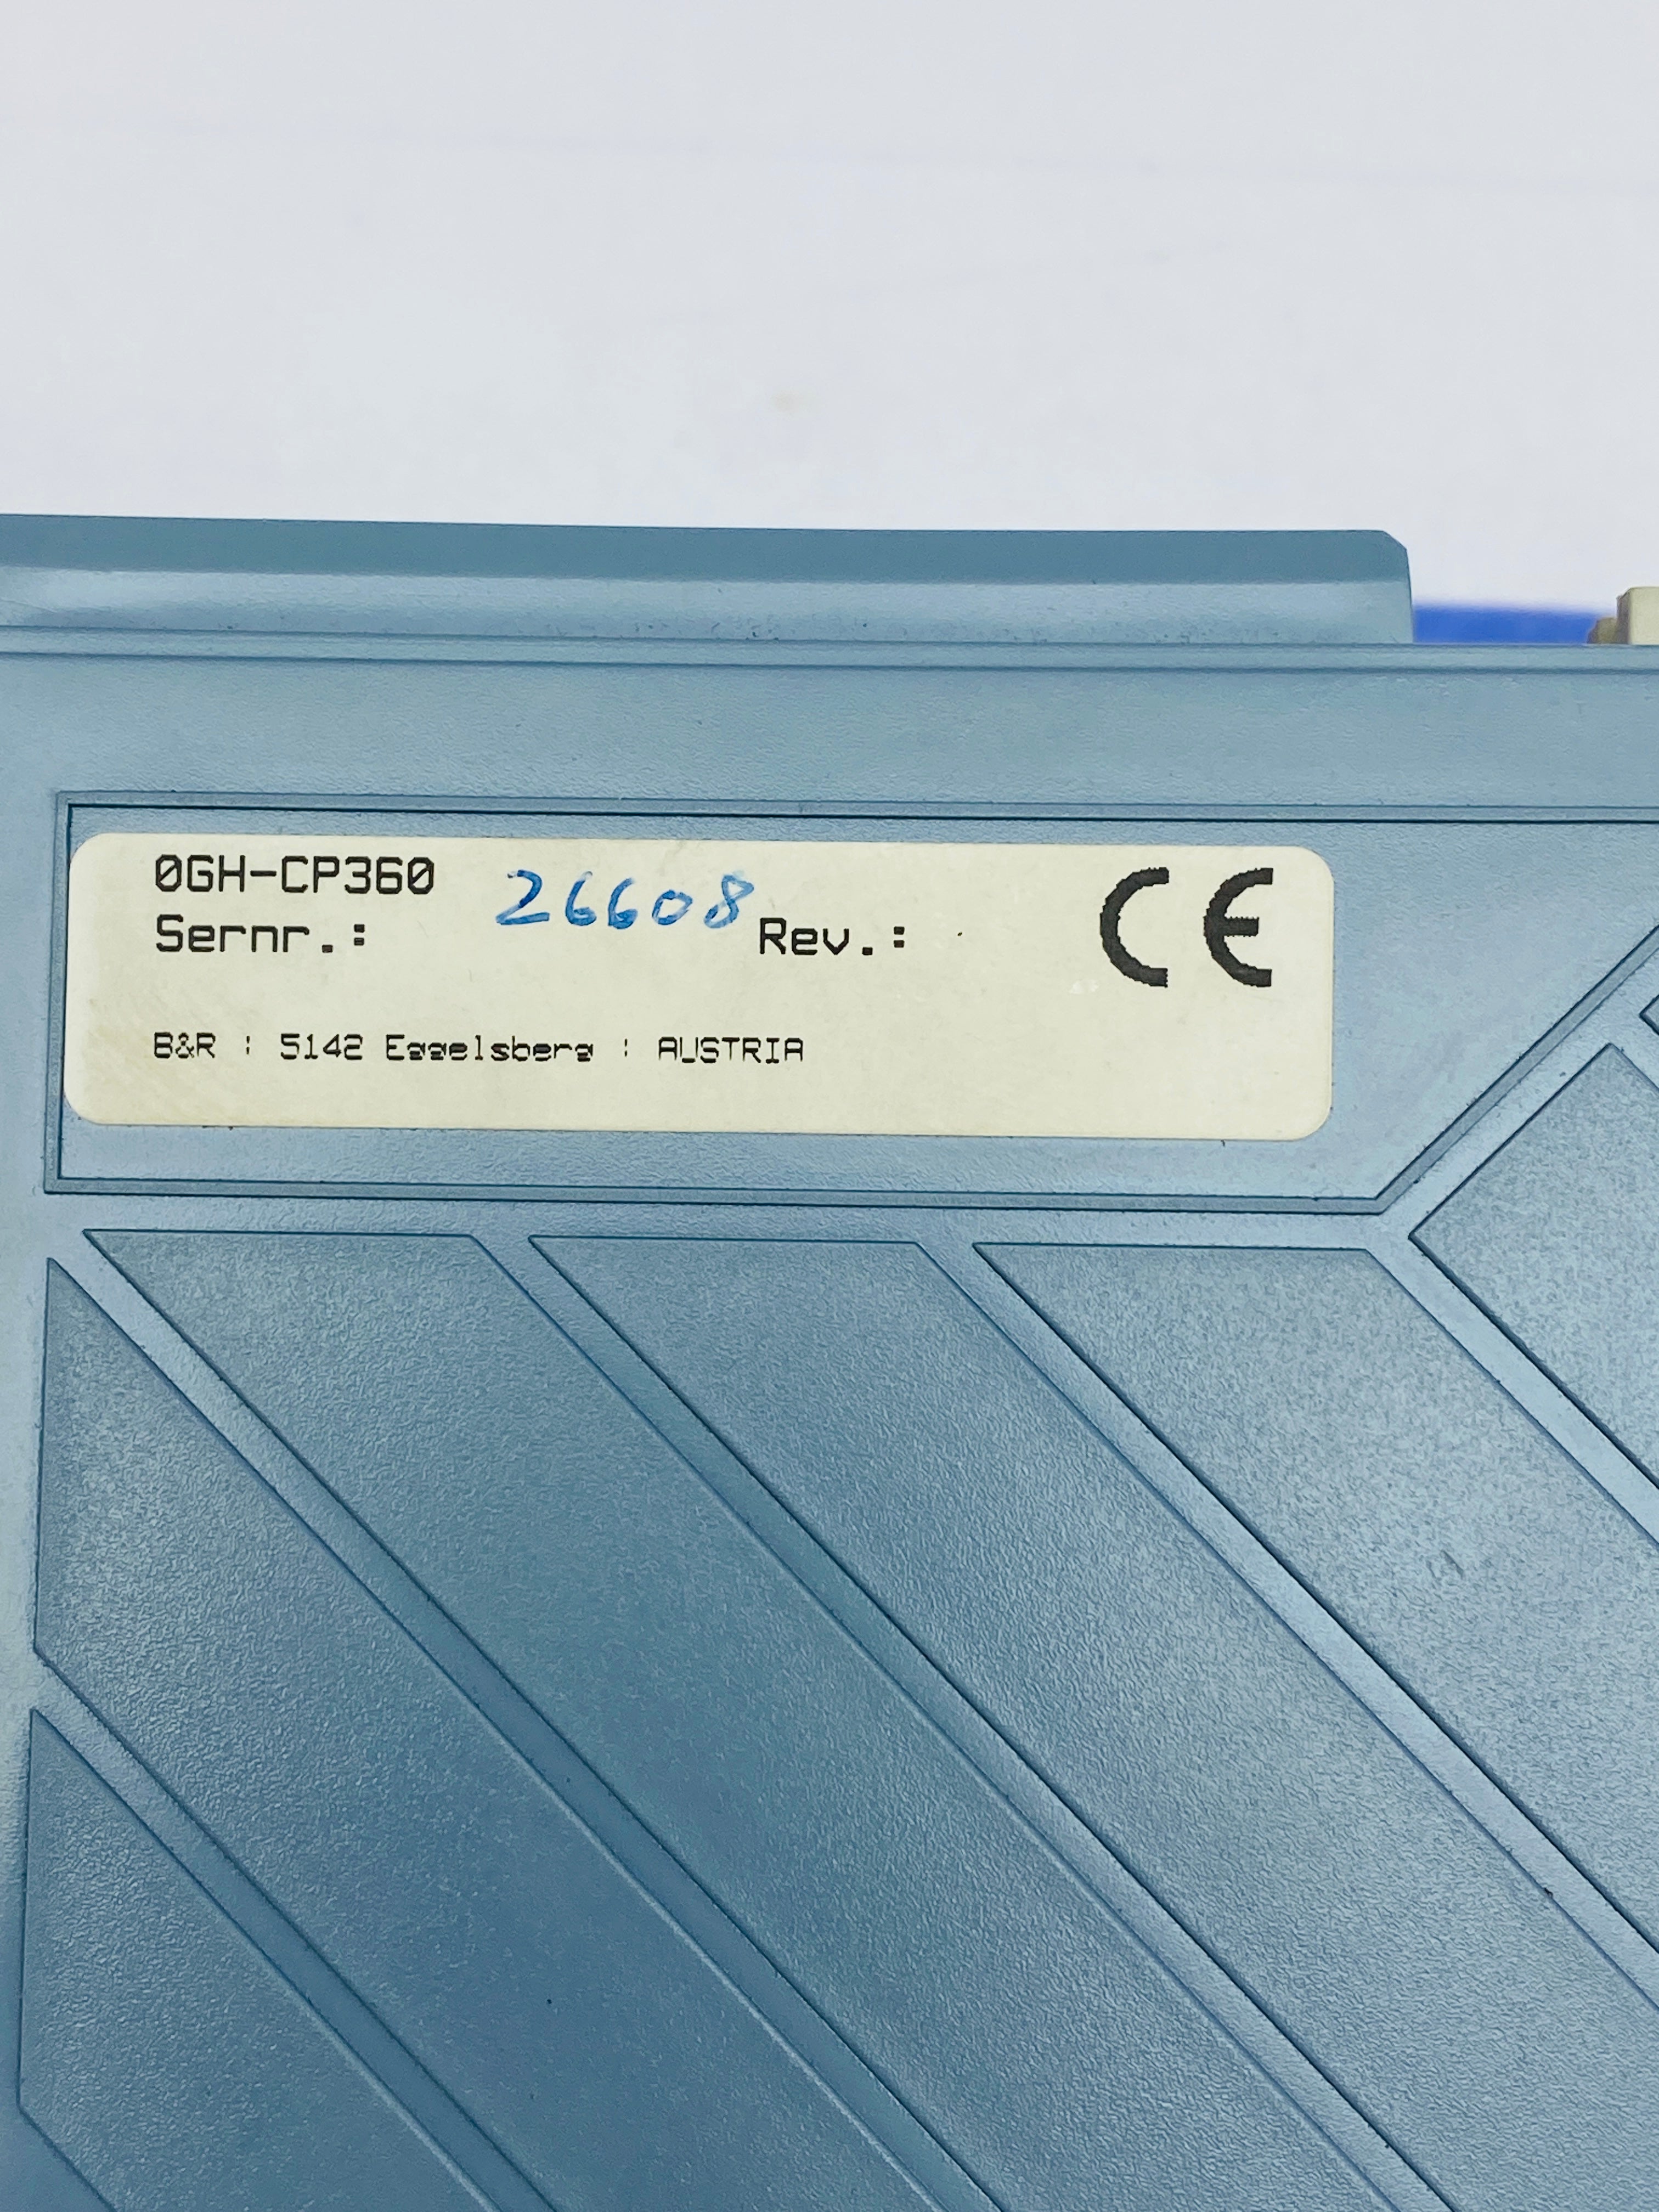 0GH-CP360
Sernr.: 26608 Rev.:
CE
B&R : 5142 Eggelsberg : AUSTRIA